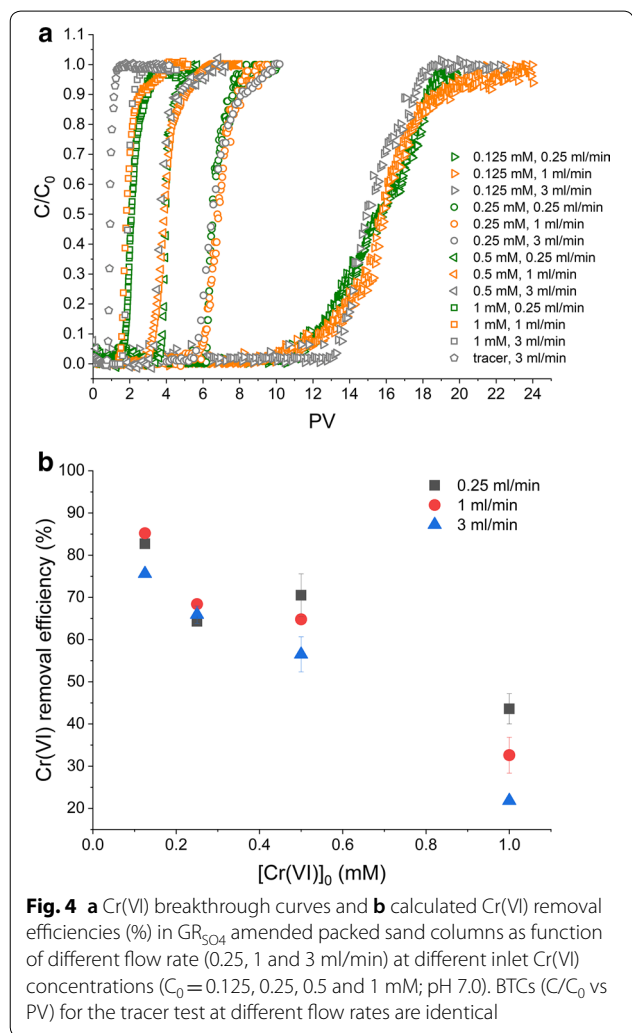 a
1.1
1.0
0.9
0.8
0.7
0.6
0.5
0.4
0.3
0.2
0.1
0.0
C/C₀
0 2 4 6 8 10 12 14 16 18 20 22 24
PV
0.125 mM, 0.25 ml/min
0.125 mM, 1 ml/min
0.125 mM, 3 ml/min
0.25 mM, 0.25 ml/min
0.25 mM, 1 ml/min
0.25 mM, 3 ml/min
0.5 mM, 0.25 ml/min
0.5 mM, 1 ml/min
0.5 mM, 3 ml/min
1 mM, 0.25 ml/min
1 mM, 1 ml/min
1 mM, 3 ml/min
tracer, 3 ml/min
b
100
90
80
70
60
50
40
30
20
Cr(VI) removal efficiency (%)
0.25 ml/min
1 ml/min
3 ml/min
0.0 0.2 0.4 0.6 0.8 1.0
[Cr(VI)]₀ (mM)
Fig. 4 a Cr(VI) breakthrough curves and b calculated Cr(VI) removal
efficiencies (%) in GR_SO4 amended packed sand columns as function
of different flow rate (0.25, 1 and 3 ml/min) at different inlet Cr(VI)
concentrations (C₀ = 0.125, 0.25, 0.5 and 1 mM; pH 7.0). BTCs (C/C₀ vs
PV) for the tracer test at different flow rates are identical